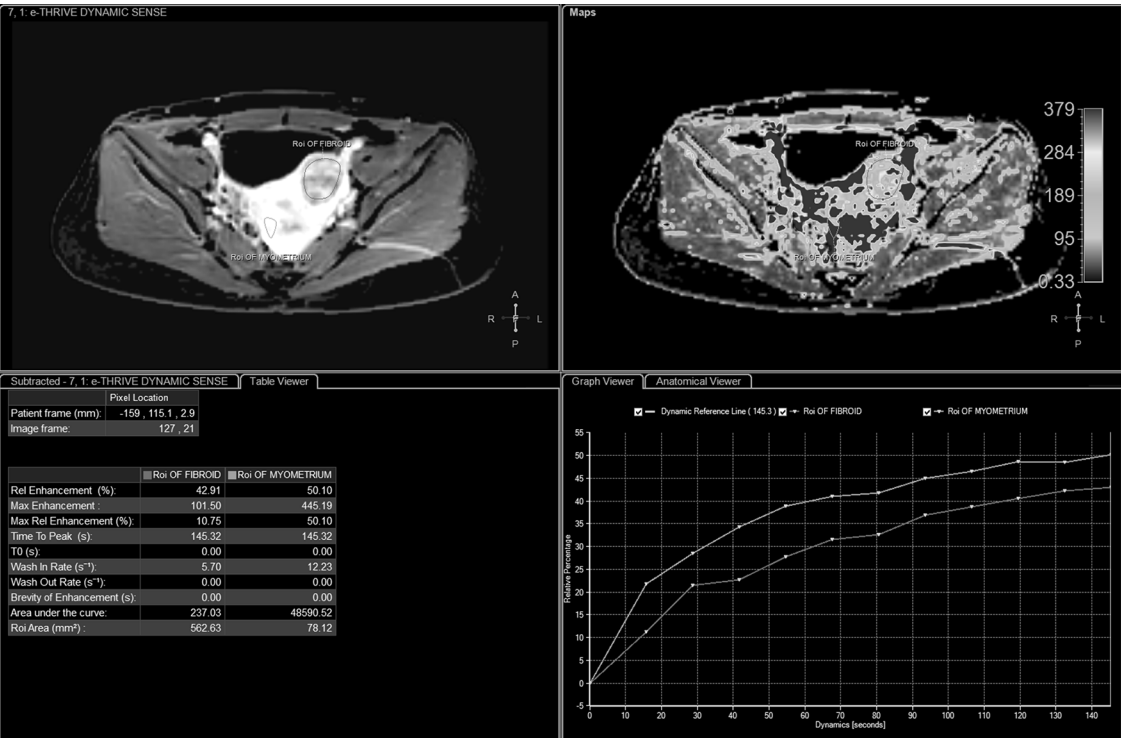 7, 1: e-THRIVE DYNAMIC SENSE
Roi OF FIBROID
Roi OF MYOMETRIUM
A
R L
P
Maps
Roi OF FIBROID
Roi OF MYOMETRIUM
379
284
189
95
0.33
A
R L
P
Subtracted - 7, 1: e-THRIVE DYNAMIC SENSE Table Viewer
Pixel Location
Patient frame (mm): -159 , 115.1 , 2.9
Image frame: 127 , 21
Roi OF FIBROID Roi OF MYOMETRIUM
Rel Enhancement (%): 42.91 50.10
Max Enhancement : 101.50 445.19
Max Rel Enhancement (%): 10.75 50.10
Time To Peak (s): 145.32 145.32
T0 (s): 0.00 0.00
Wash In Rate (s⁻¹) 5.70 12.23
Wash Out Rate (s⁻¹) 0.00 0.00
Brevity of Enhancement (s): 0.00 0.00
Area under the curve: 237.03 48590.52
Roi Area (mm²) : 562.63 78.12
Graph Viewer Anatomical Viewer
Dynamic Reference Line ( 145.3 ) Roi OF FIBROID Roi OF MYOMETRIUM
55
50
45
40
35
30
25
20
15
10
5
0
-5
Relative Percentage
0 10 20 30 40 50 60 70 80 90 100 110 120 130 140
Dynamics [seconds]